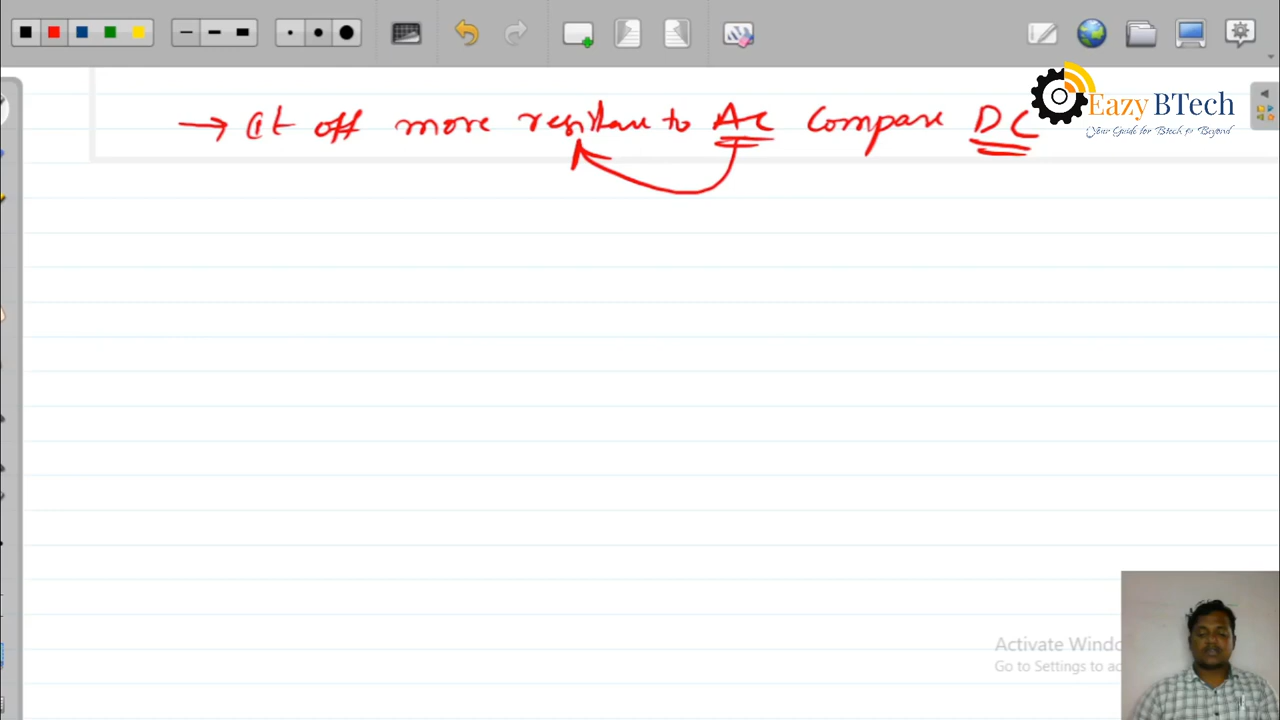 → It off more resistance to AC compare DC
Eazy BTech
Your Guide for Btech & Beyond
Activate Windo
Go to Settings to ac